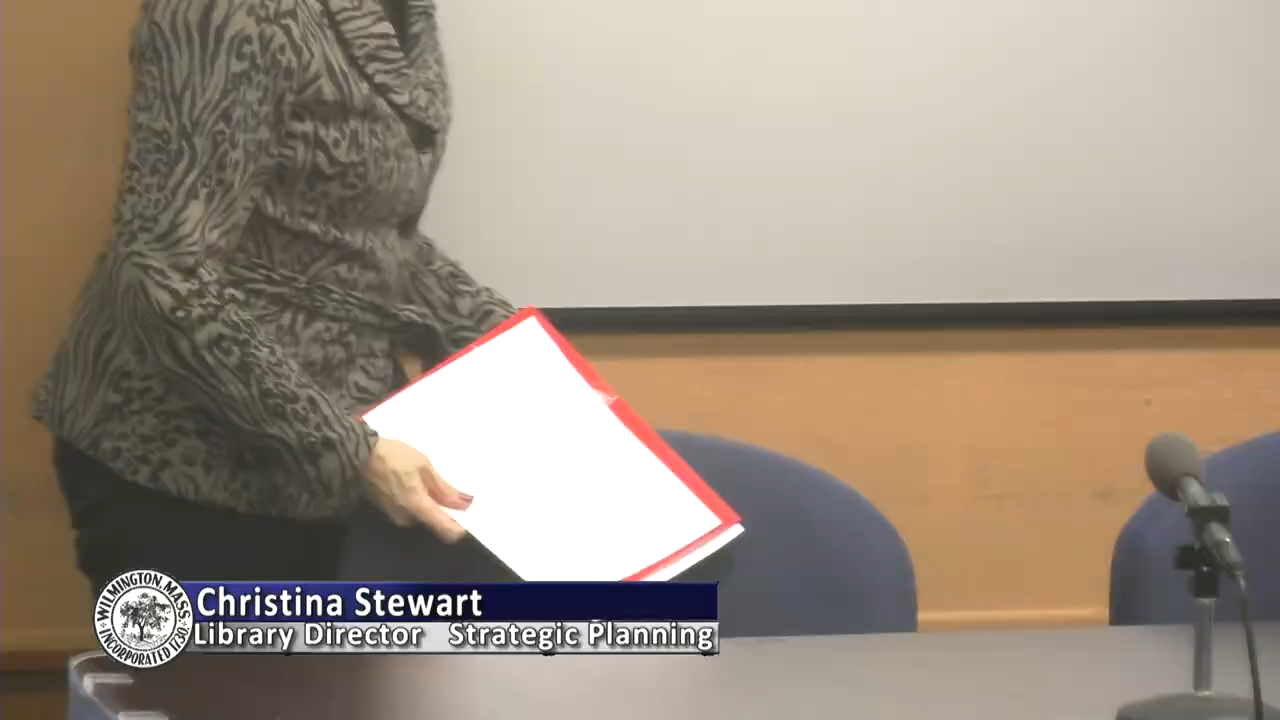 Christina Stewart
Library Director Strategic Planning
WILMINGTON, MASS.
INCORPORATED 1730